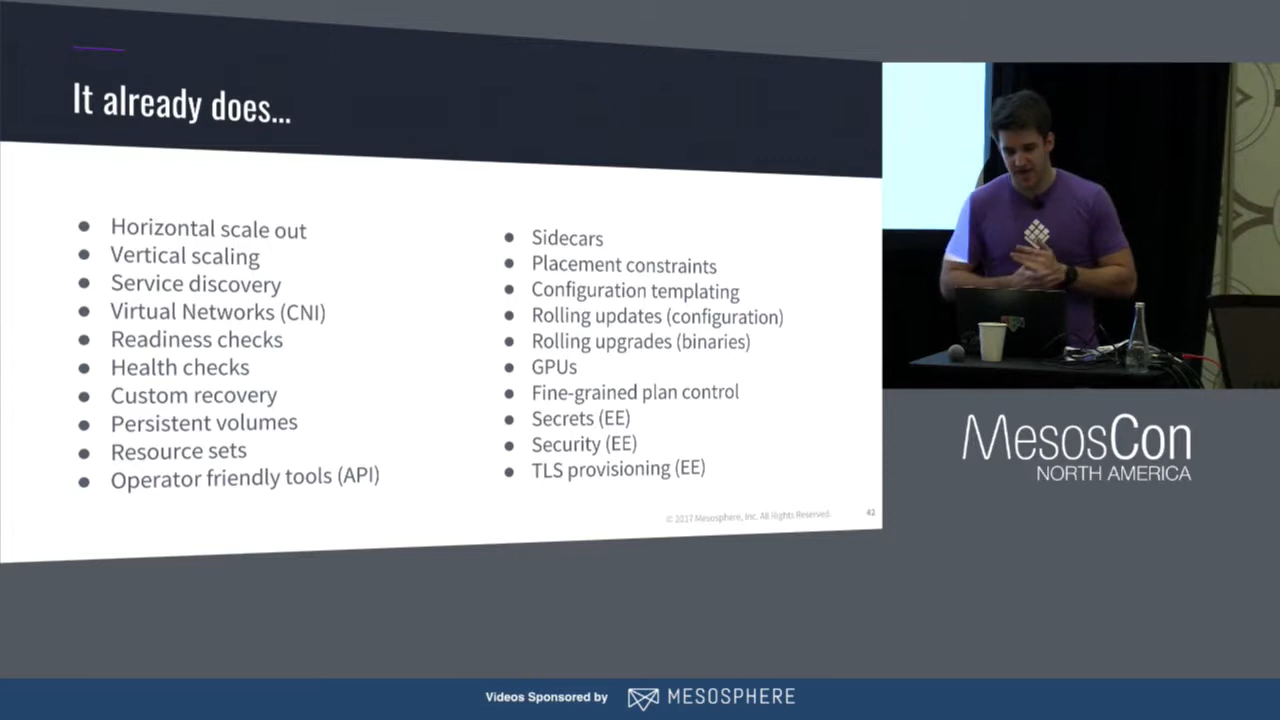 It already does...
Horizontal scale out
Vertical scaling
Service discovery
Virtual Networks (CNI)
Readiness checks
Health checks
Custom recovery
Persistent volumes
Resource sets
Operator friendly tools (API)
Sidecars
Placement constraints
Configuration templating
Rolling updates (configuration)
Rolling upgrades (binaries)
GPUs
Fine-grained plan control
Secrets (EE)
Security (EE)
TLS provisioning (EE)
© 2017 Mesosphere, Inc. All Rights Reserved.
42
MesosCon
NORTH AMERICA
Videos Sponsored by
MESOSPHERE